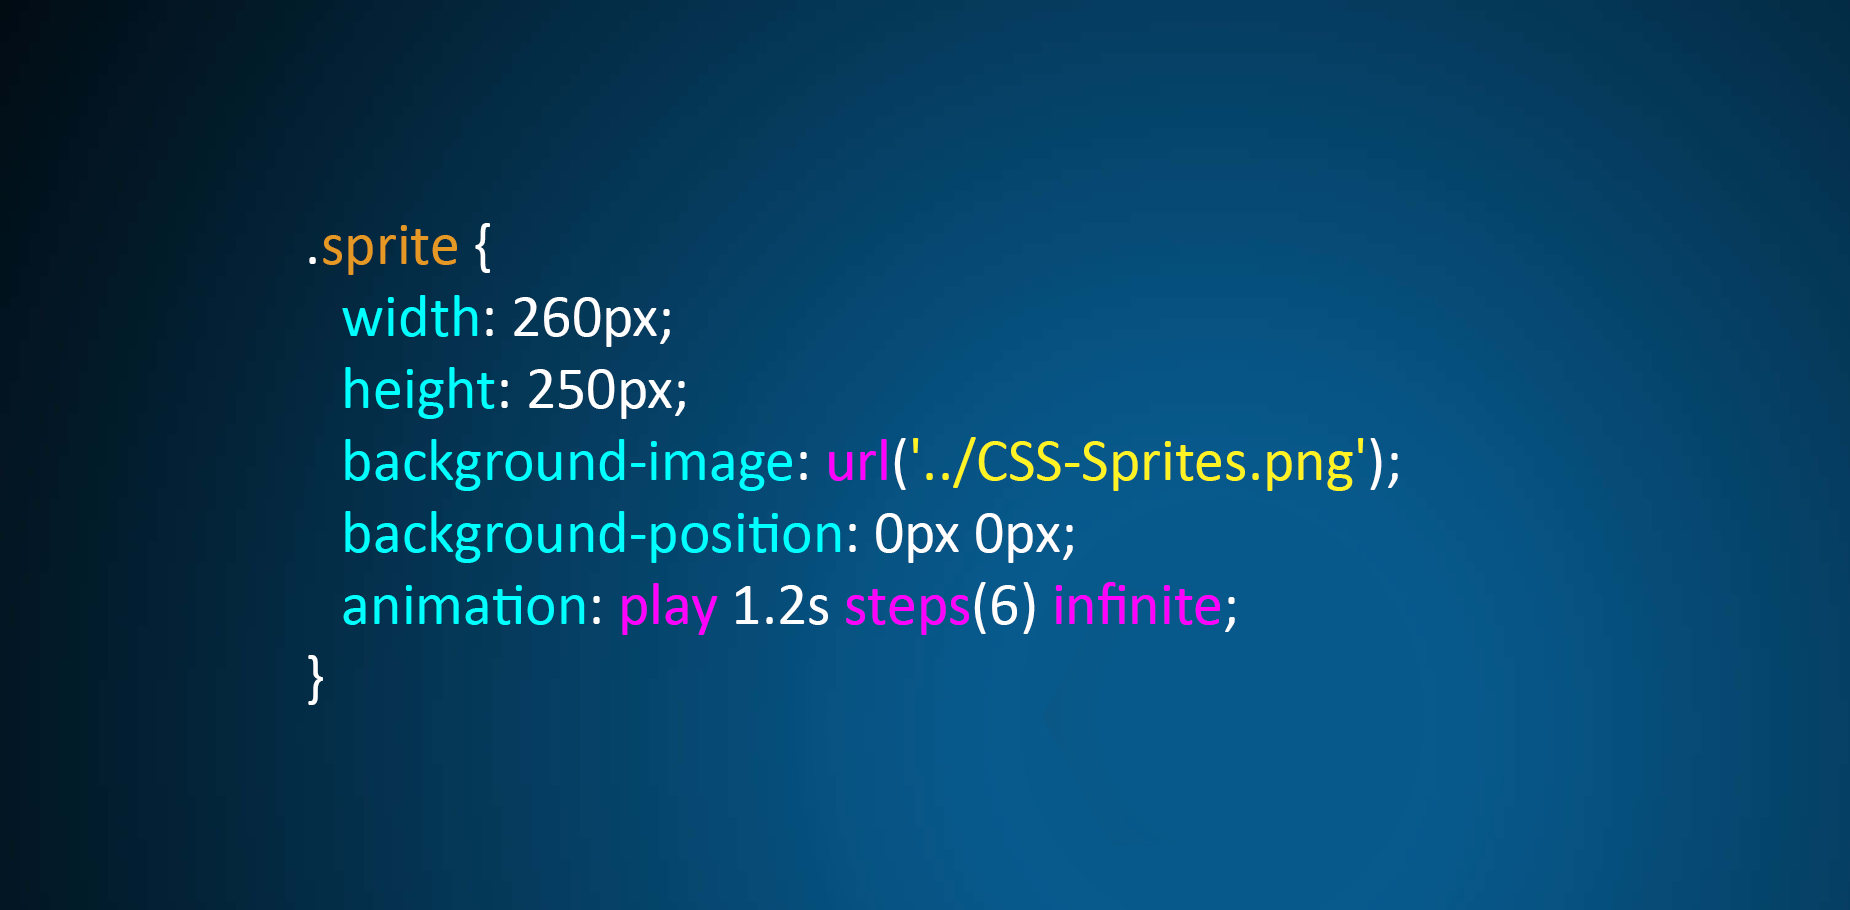 .sprite {
width: 260px;
height: 250px;
background-image: url('../CSS-Sprites.png');
background-position: 0px 0px;
animation: play 1.2s steps(6) infinite;
}